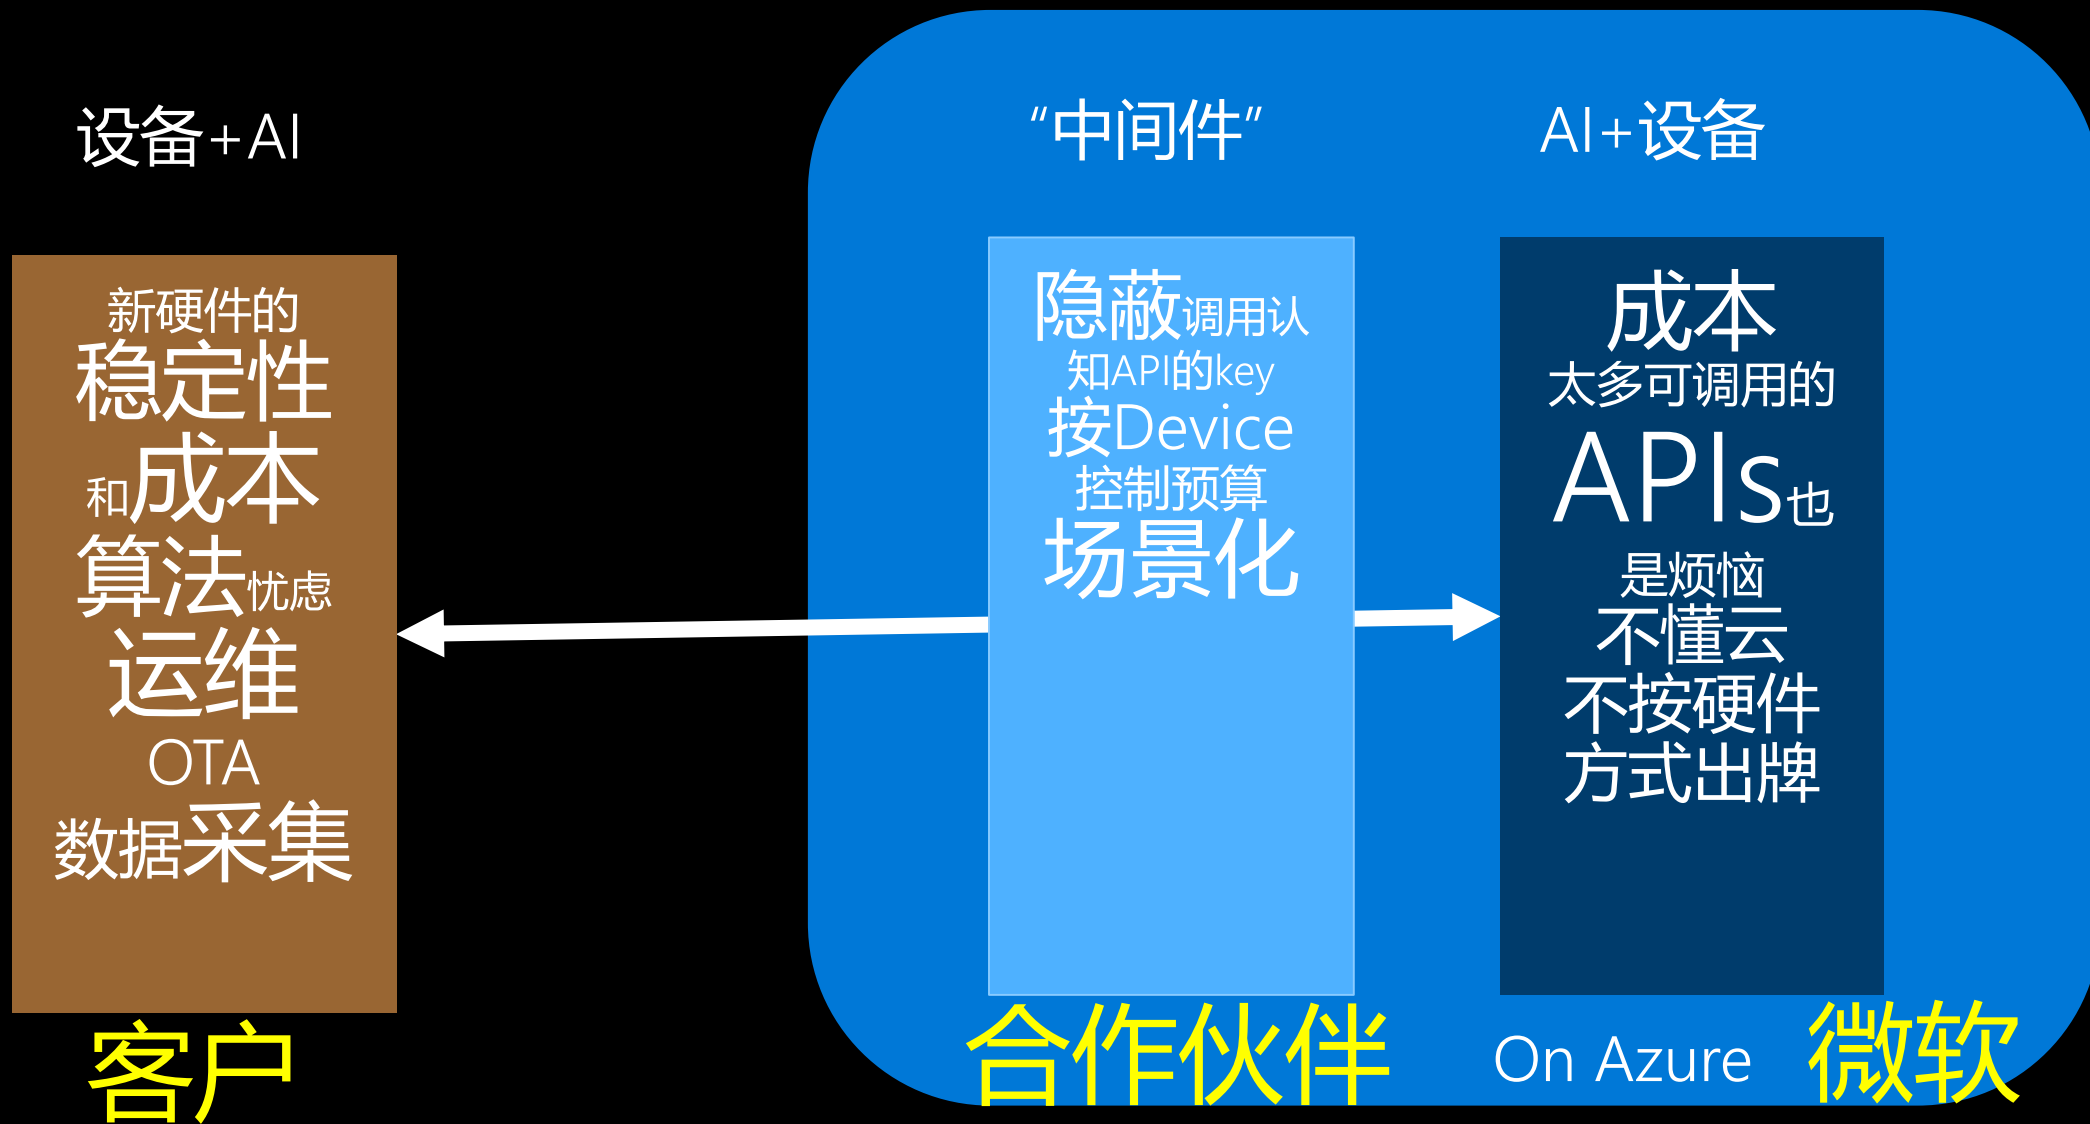 设备+AI
新硬件的
稳定性
和成本
算法忧虑
运维
OTA
数据采集
客户
“中间件”
隐蔽调用认
知API的key
按Device
控制预算
场景化
合作伙伴
AI+设备
成本
太多可调用的
APIs也
是烦恼
不懂云
不按硬件
方式出牌
On Azure
微软